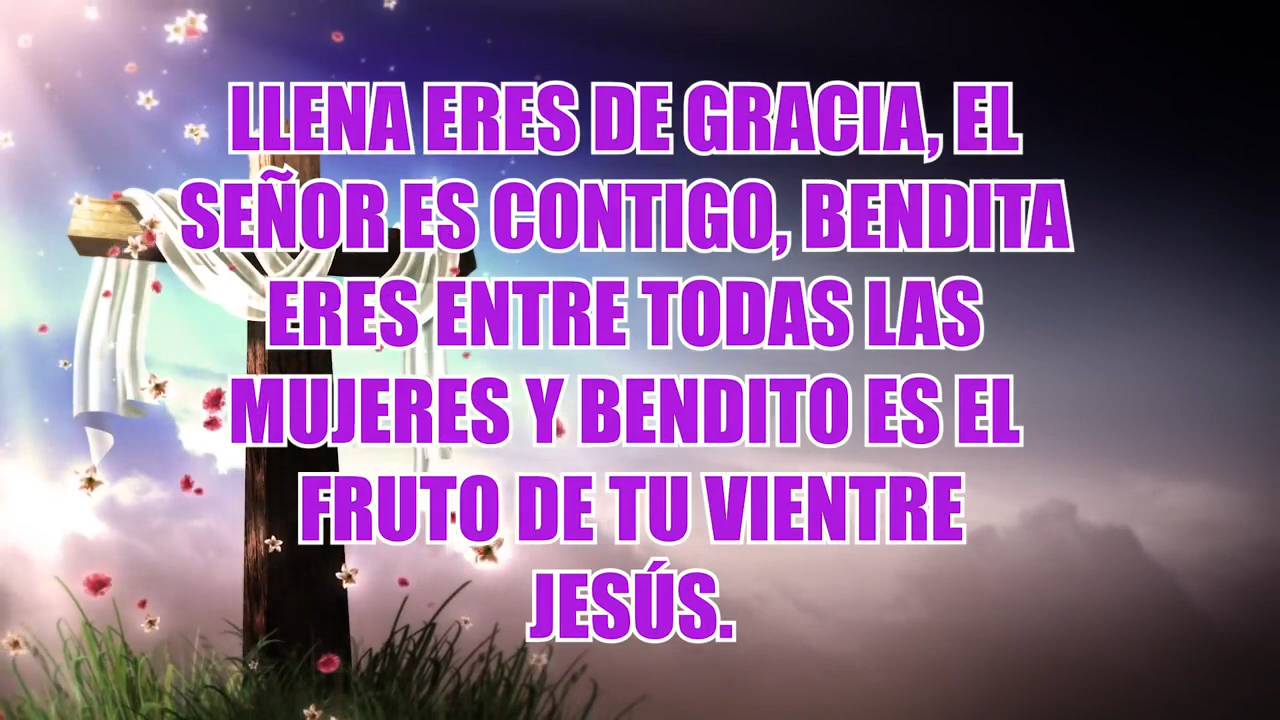 LLENA ERES DE GRACIA, EL
SEÑOR ES CONTIGO, BENDITA
ERES ENTRE TODAS LAS
MUJERES Y BENDITO ES EL
FRUTO DE TU VIENTRE
JESÚS.